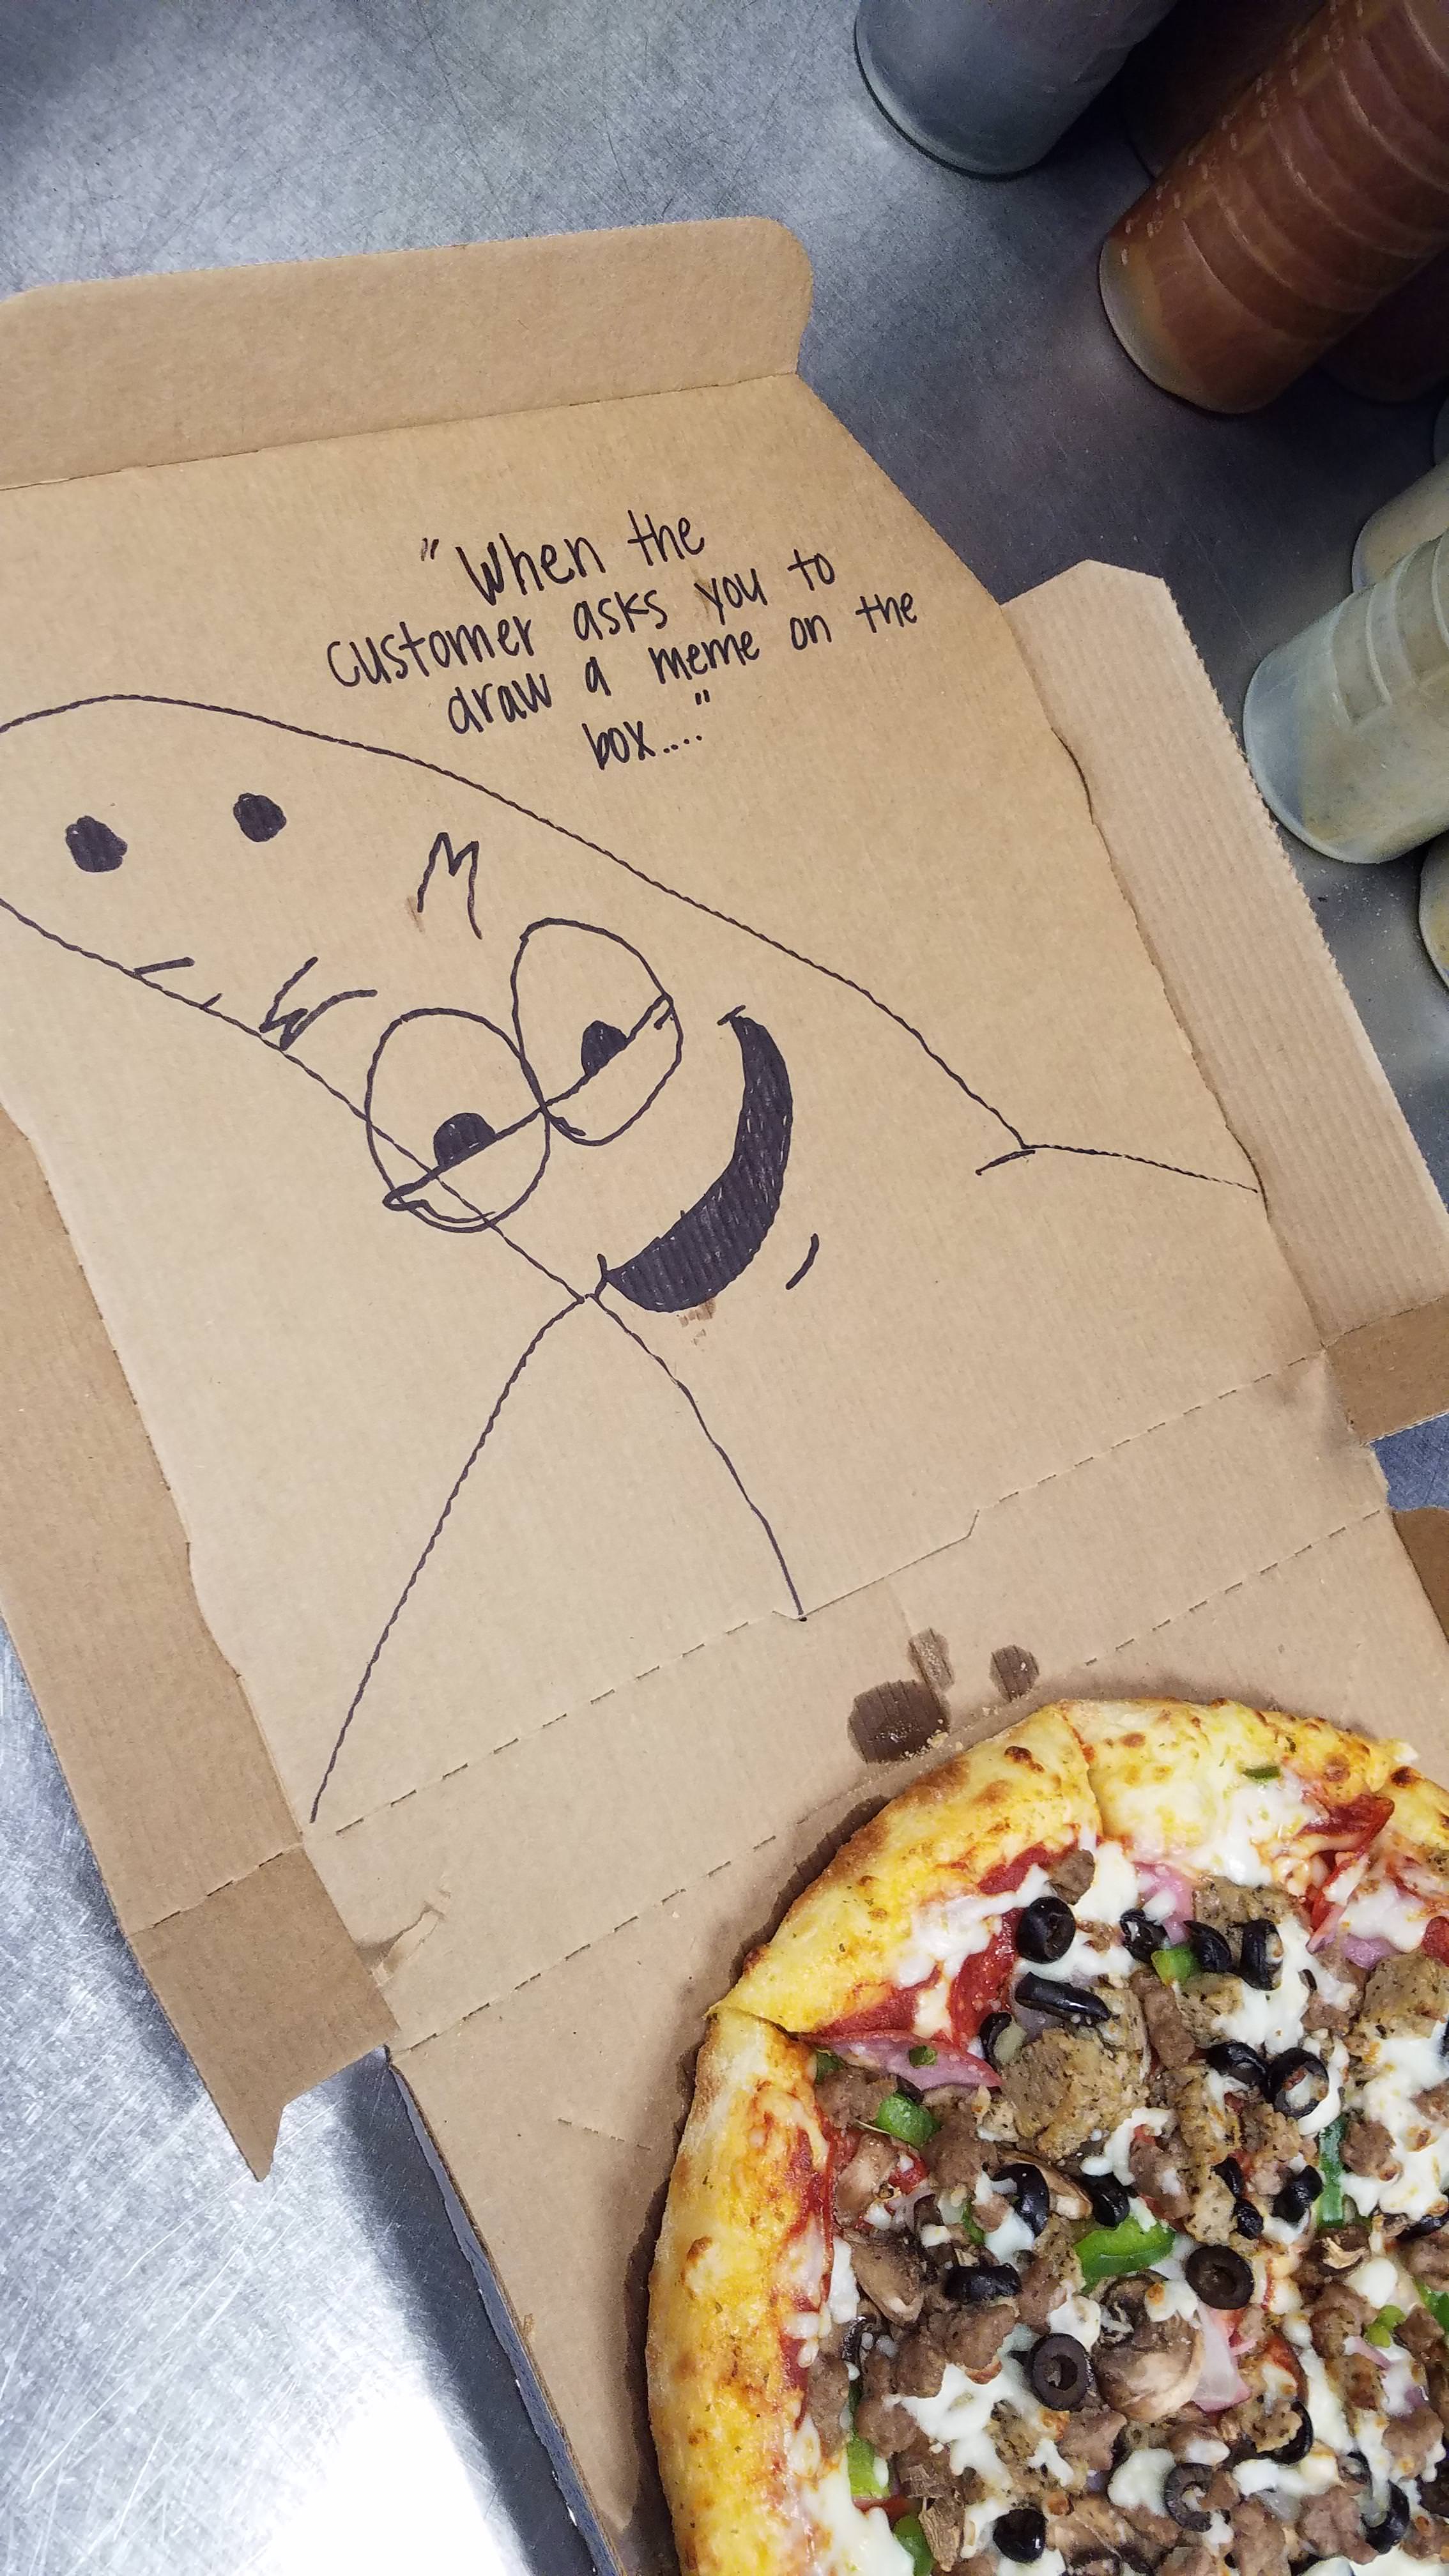 "When the
customer asks you to
draw a meme on the
box...."